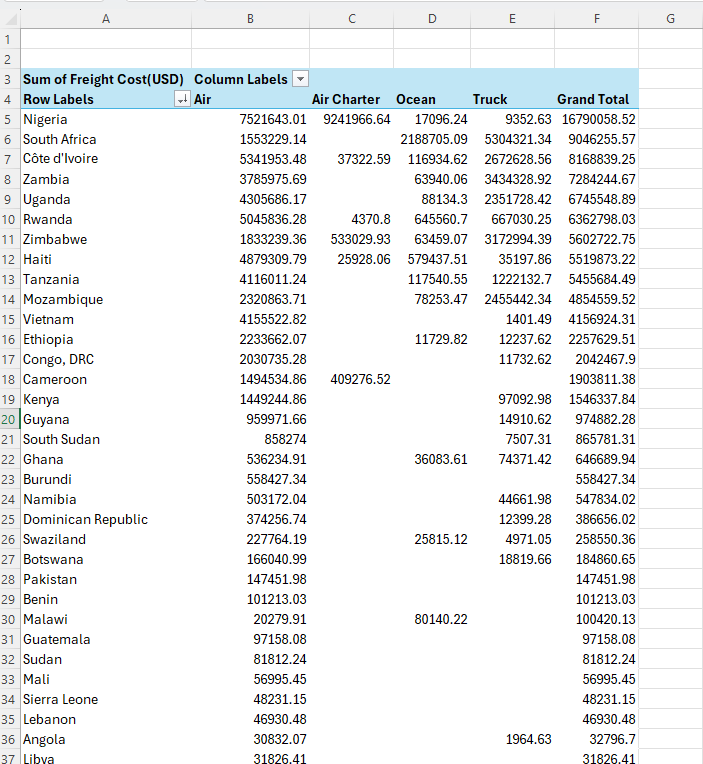 A B C D E F G
1
2
3 Sum of Freight Cost(USD) Column Labels
4 Row Labels Air Air Charter Ocean Truck Grand Total
5 Nigeria 7521643.01 9241966.64 17096.24 9352.63 16790058.52
6 South Africa 1553229.14 2188705.09 5304321.34 9046255.57
7 Côte d'Ivoire 5341953.48 37322.59 116934.62 2672628.56 8168839.25
8 Zambia 3785975.69 63940.06 3434328.92 7284244.67
9 Uganda 4305686.17 88134.3 2351728.42 6745548.89
10 Rwanda 5045836.28 4370.8 645560.7 667030.25 6362798.03
11 Zimbabwe 1833239.36 533029.93 63459.07 3172994.39 5602722.75
12 Haiti 4879309.79 25928.06 579437.51 35197.86 5519873.22
13 Tanzania 4116011.24 117540.55 1222132.7 5455684.49
14 Mozambique 2320863.71 78253.47 2455442.34 4854559.52
15 Vietnam 4155522.82 1401.49 4156924.31
16 Ethiopia 2233662.07 11729.82 12237.62 2257629.51
17 Congo, DRC 2030735.28 11732.62 2042467.9
18 Cameroon 1494534.86 409276.52 1903811.38
19 Kenya 1449244.86 97092.98 1546337.84
20 Guyana 959971.66 14910.62 974882.28
21 South Sudan 858274 7507.31 865781.31
22 Ghana 536234.91 36083.61 74371.42 646689.94
23 Burundi 558427.34 558427.34
24 Namibia 503172.04 44661.98 547834.02
25 Dominican Republic 374256.74 12399.28 386656.02
26 Swaziland 227764.19 25815.12 4971.05 258550.36
27 Botswana 166040.99 18819.66 184860.65
28 Pakistan 147451.98 147451.98
29 Benin 101213.03 101213.03
30 Malawi 20279.91 80140.22 100420.13
31 Guatemala 97158.08 97158.08
32 Sudan 81812.24 81812.24
33 Mali 56995.45 56995.45
34 Sierra Leone 48231.15 48231.15
35 Lebanon 46930.48 46930.48
36 Angola 30832.07 1964.63 32796.7
37 Libya 31826.41 31826.41